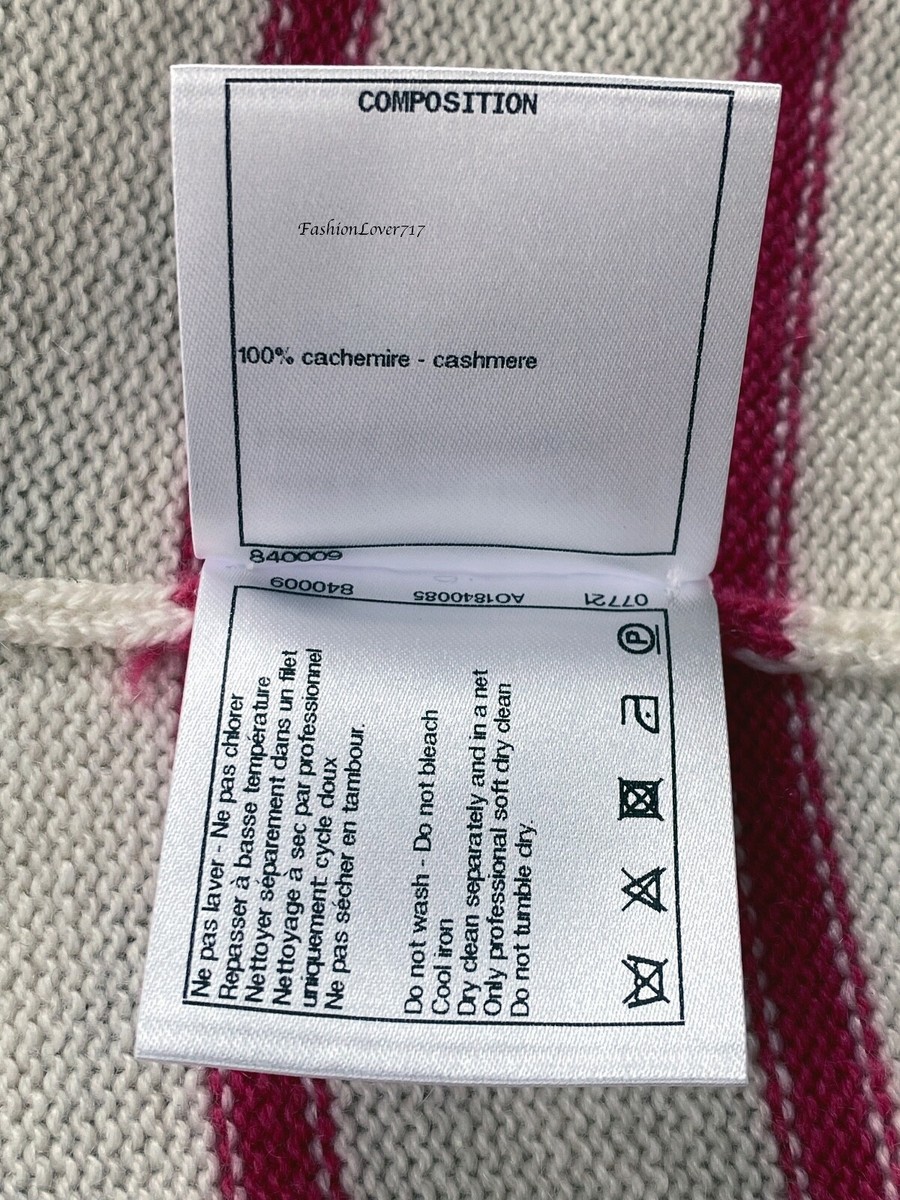 COMPOSITION
FashionLover717
100% cachemire - cashmere
840009
840009 AO1840085 07721
Ne pas laver - Ne pas chlorer
Repasser à basse température
Nettoyer séparement dans un filet
Nettoyage à sec par professionnel
uniquement: cycle doux
Ne pas sécher en tambour.
Do not wash - Do not bleach
Cool iron
Dry clean separately and in a net
Only professional soft dry clean
Do not tumble dry.
P